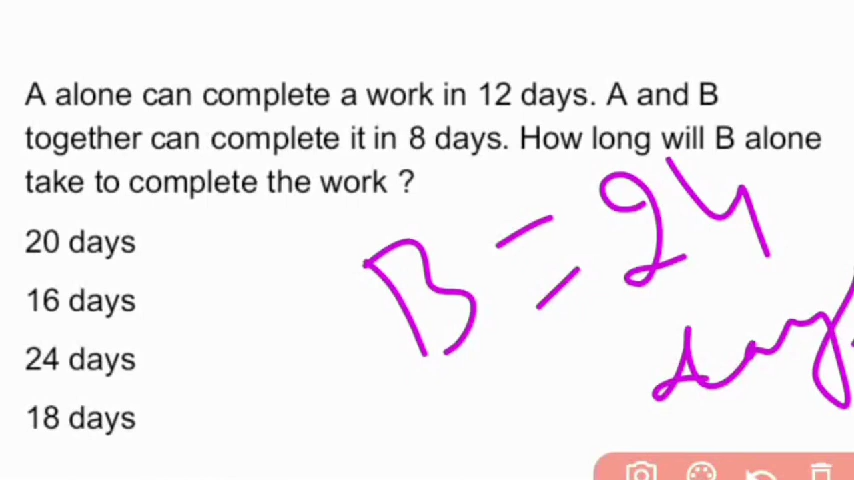 A alone can complete a work in 12 days. A and B
together can complete it in 8 days. How long will B alone
take to complete the work ?
20 days
16 days
24 days
18 days
B = 24
days